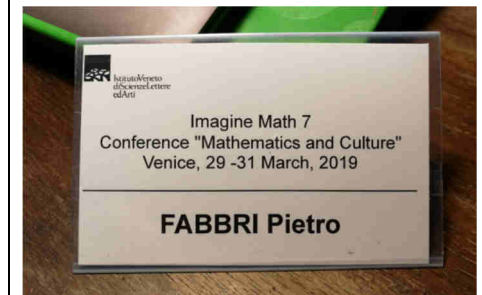 IstitutoVeneto
diScienzeLettere
edArti
Imagine Math 7
Conference "Mathematics and Culture"
Venice, 29 -31 March, 2019
FABBRI Pietro